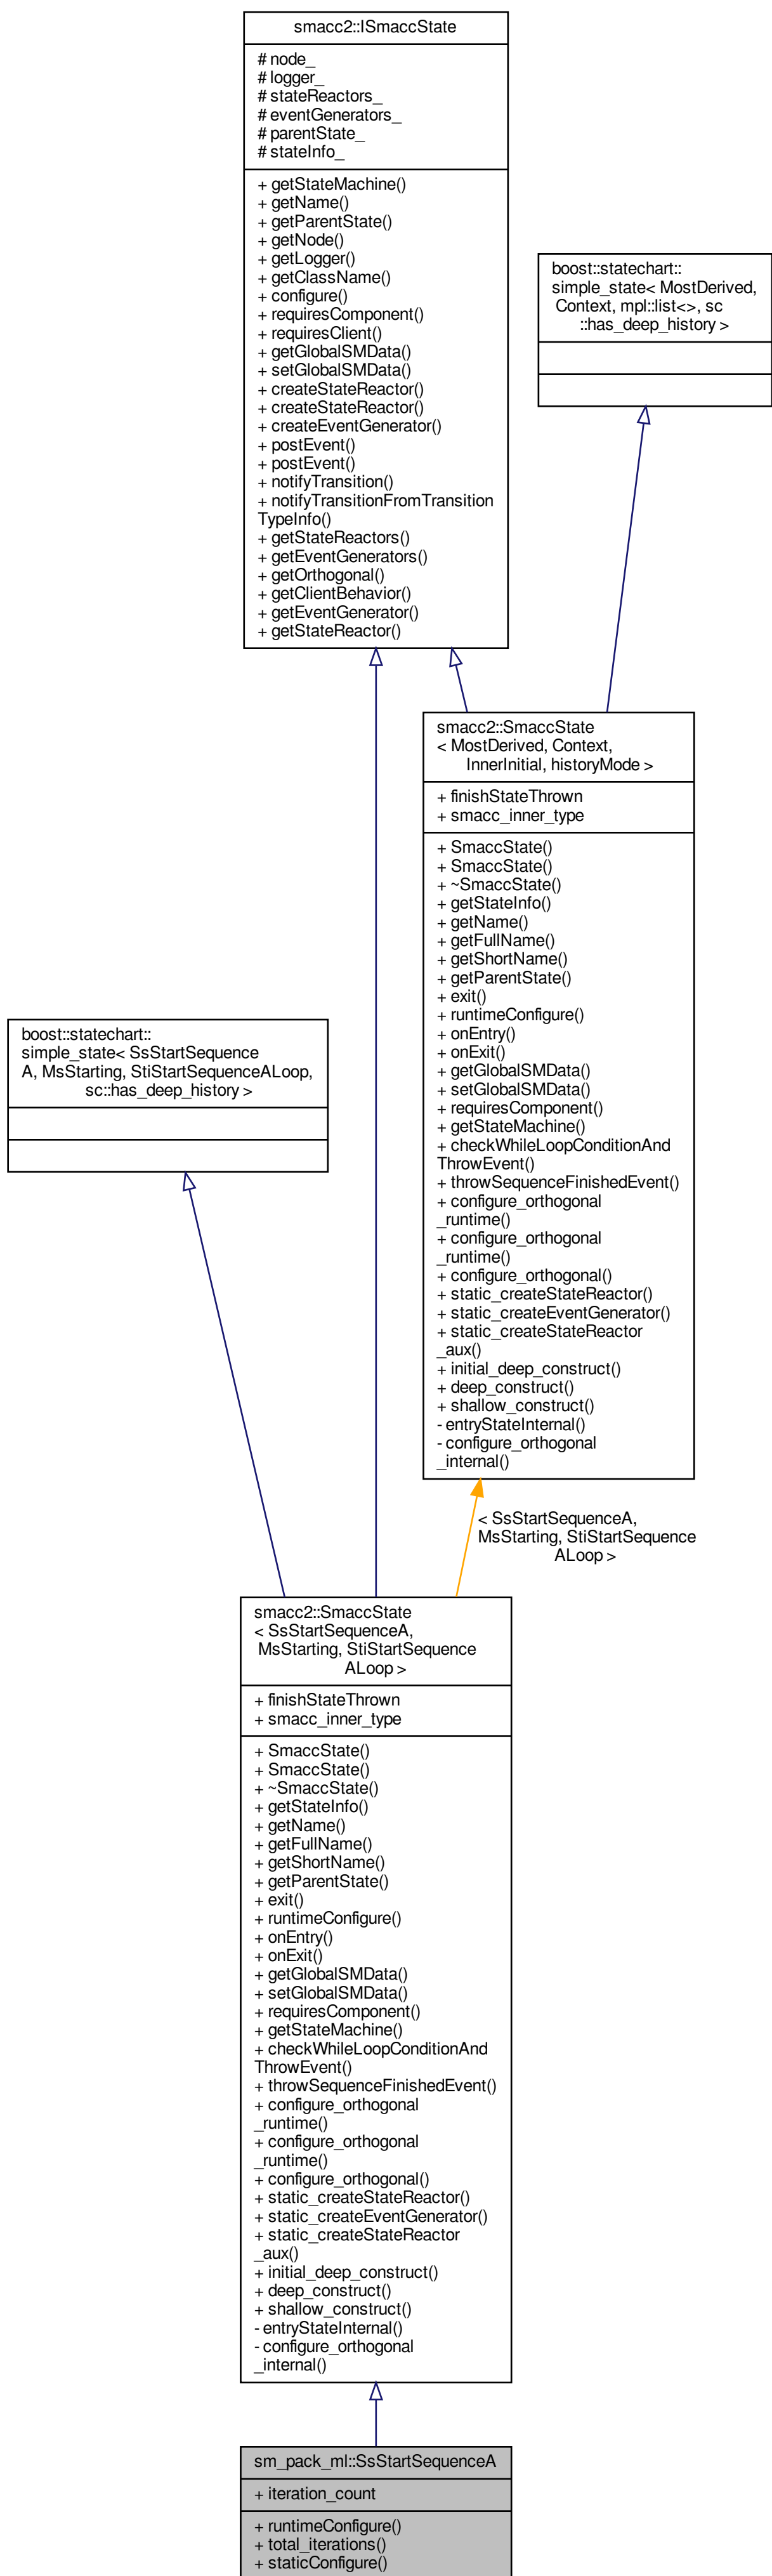 smacc2::ISmaccState
# node_
# logger_
# stateReactors_
# eventGenerators_
# parentState_
# stateInfo_
+ getStateMachine()
+ getName()
+ getParentState()
+ getNode()
+ getLogger()
+ getClassName()
+ configure()
+ requiresComponent()
+ requiresClient()
+ getGlobalSMData()
+ setGlobalSMData()
+ createStateReactor()
+ createStateReactor()
+ createEventGenerator()
+ postEvent()
+ postEvent()
+ notifyTransition()
+ notifyTransitionFromTransition
TypeInfo()
+ getStateReactors()
+ getEventGenerators()
+ getOrthogonal()
+ getClientBehavior()
+ getEventGenerator()
+ getStateReactor()
boost::statechart::
simple_state< MostDerived,
Context, mpl::list<>, sc
::has_deep_history >
smacc2::SmaccState
< MostDerived, Context,
InnerInitial, historyMode >
+ finishStateThrown
+ smacc_inner_type
+ SmaccState()
+ SmaccState()
+ ~SmaccState()
+ getStateInfo()
+ getName()
+ getFullName()
+ getShortName()
+ getParentState()
+ exit()
+ runtimeConfigure()
+ onEntry()
+ onExit()
+ getGlobalSMData()
+ setGlobalSMData()
+ requiresComponent()
+ getStateMachine()
+ checkWhileLoopConditionAnd
ThrowEvent()
+ throwSequenceFinishedEvent()
+ configure_orthogonal
_runtime()
+ configure_orthogonal
_runtime()
+ configure_orthogonal()
+ static_createStateReactor()
+ static_createEventGenerator()
+ static_createStateReactor
_aux()
+ initial_deep_construct()
+ deep_construct()
+ shallow_construct()
- entryStateInternal()
- configure_orthogonal
_internal()
boost::statechart::
simple_state< SsStartSequence
A, MsStarting, StiStartSequenceALoop,
sc::has_deep_history >
< SsStartSequenceA,
MsStarting, StiStartSequence
ALoop >
smacc2::SmaccState
< SsStartSequenceA,
MsStarting, StiStartSequence
ALoop >
+ finishStateThrown
+ smacc_inner_type
+ SmaccState()
+ SmaccState()
+ ~SmaccState()
+ getStateInfo()
+ getName()
+ getFullName()
+ getShortName()
+ getParentState()
+ exit()
+ runtimeConfigure()
+ onEntry()
+ onExit()
+ getGlobalSMData()
+ setGlobalSMData()
+ requiresComponent()
+ getStateMachine()
+ checkWhileLoopConditionAnd
ThrowEvent()
+ throwSequenceFinishedEvent()
+ configure_orthogonal
_runtime()
+ configure_orthogonal
_runtime()
+ configure_orthogonal()
+ static_createStateReactor()
+ static_createEventGenerator()
+ static_createStateReactor
_aux()
+ initial_deep_construct()
+ deep_construct()
+ shallow_construct()
- entryStateInternal()
- configure_orthogonal
_internal()
sm_pack_ml::SsStartSequenceA
+ iteration_count
+ runtimeConfigure()
+ total_iterations()
+ staticConfigure()